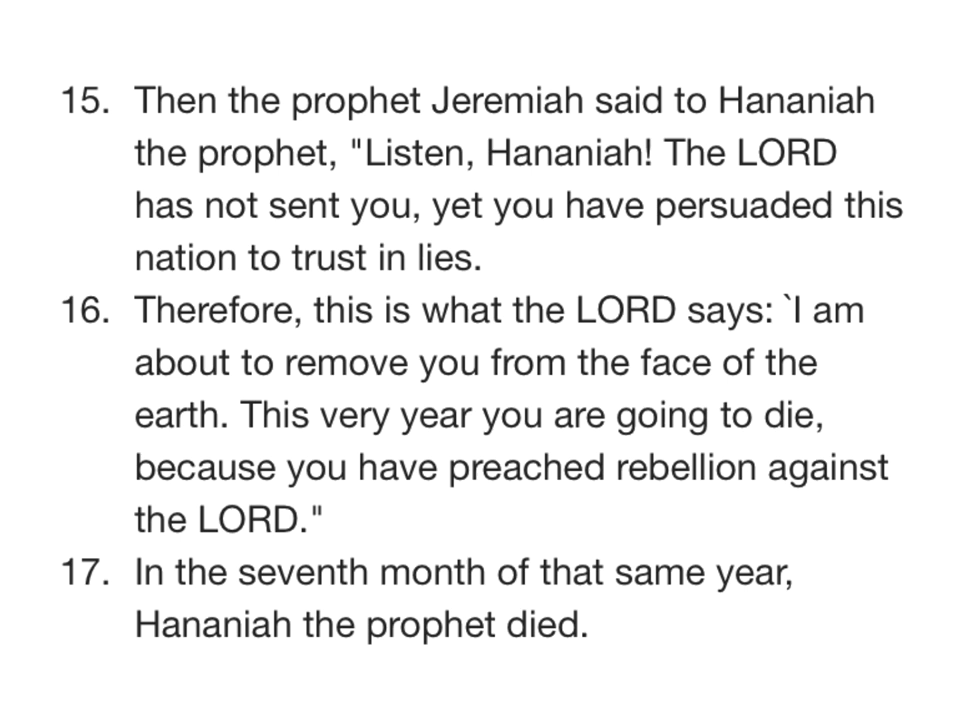 15. Then the prophet Jeremiah said to Hananiah
the prophet, "Listen, Hananiah! The LORD
has not sent you, yet you have persuaded this
nation to trust in lies.
16. Therefore, this is what the LORD says: `I am
about to remove you from the face of the
earth. This very year you are going to die,
because you have preached rebellion against
the LORD."
17. In the seventh month of that same year,
Hananiah the prophet died.